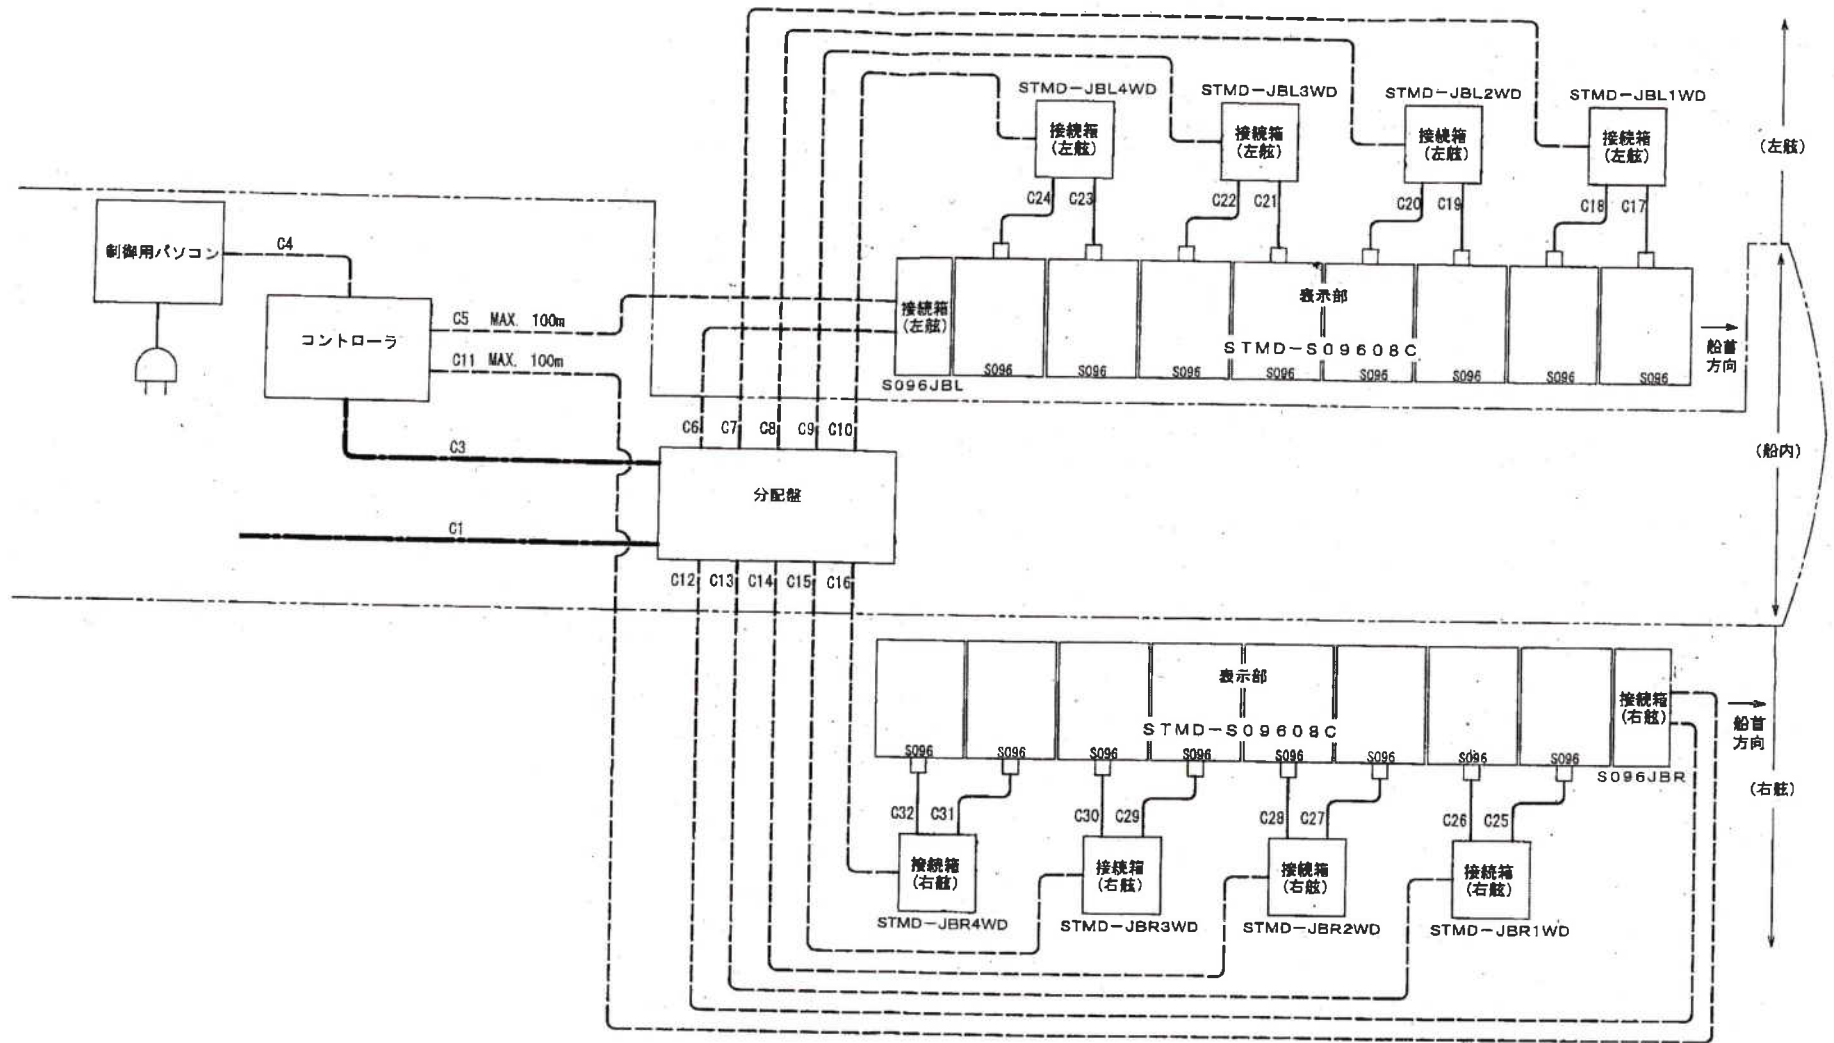 STMD-JBL4WD
STMD-JBL3WD
STMD-JBL2WD
STMD-JBL1WD
接続箱
(左舷)
接続箱
(左舷)
接続箱
(左舷)
接続箱
(左舷)
(左舷)
C24
C23
C22
C21
C20
C19
C18
C17
制御用パソコン
C4
コントローラ
C5 MAX. 100m
C11 MAX. 100m
接続箱
(左舷)
表示部
STMD-S09608C
船首
方向
S096JBL
S096
S096
S096
S096
S096
S096
S096
S096
C6
C7
C8
C9
C10
C3
分配盤
(船内)
C1
C12
C13
C14
C15
C16
表示部
STMD-S09608C
接続箱
(右舷)
船首
方向
S096
S096
S096
S096
S096
S096
S096
S096
S096JBR
(右舷)
C32
C31
C30
C29
C28
C27
C26
C25
接続箱
(右舷)
接続箱
(右舷)
接続箱
(右舷)
接続箱
(右舷)
STMD-JBR4WD
STMD-JBR3WD
STMD-JBR2WD
STMD-JBR1WD